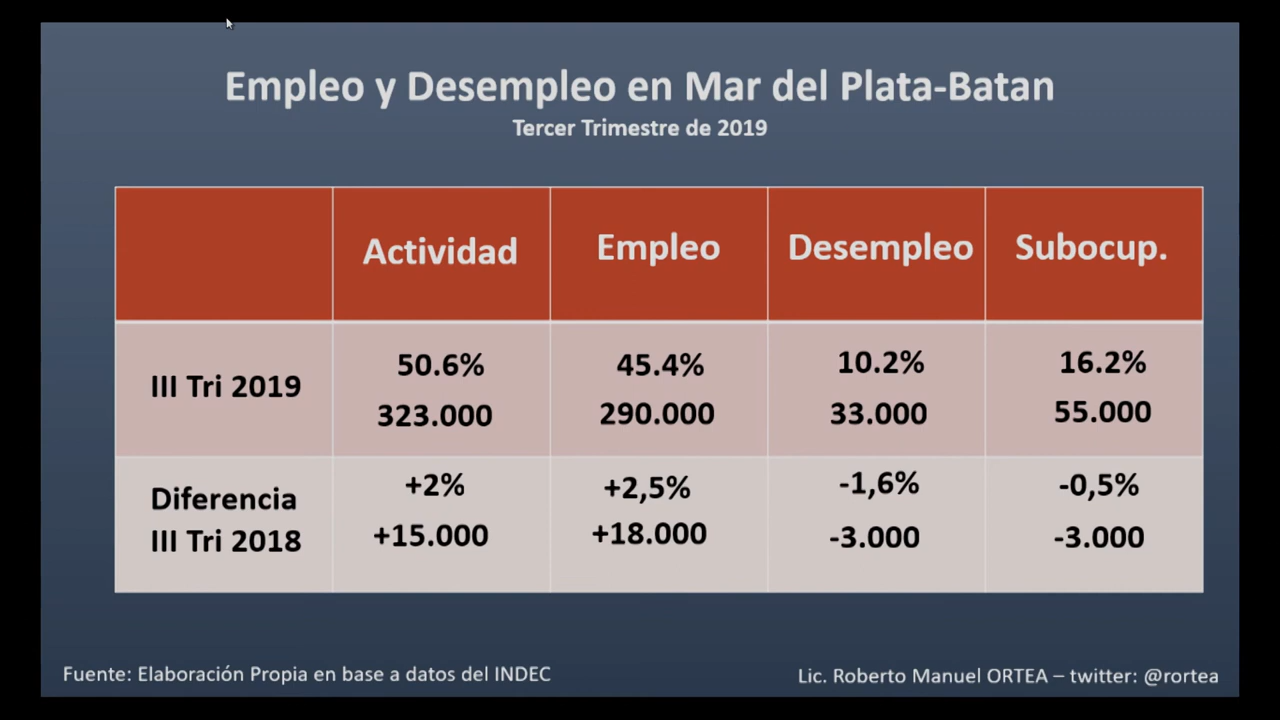 Empleo y Desempleo en Mar del Plata-Batan
Tercer Trimestre de 2019
Actividad Empleo Desempleo Subocup.
III Tri 2019
50.6% 45.4% 10.2% 16.2%
323.000 290.000 33.000 55.000
Diferencia
III Tri 2018
+2% +2,5% -1,6% -0,5%
+15.000 +18.000 -3.000 -3.000
Fuente: Elaboración Propia en base a datos del INDEC
Lic. Roberto Manuel ORTEA – twitter: @rortea